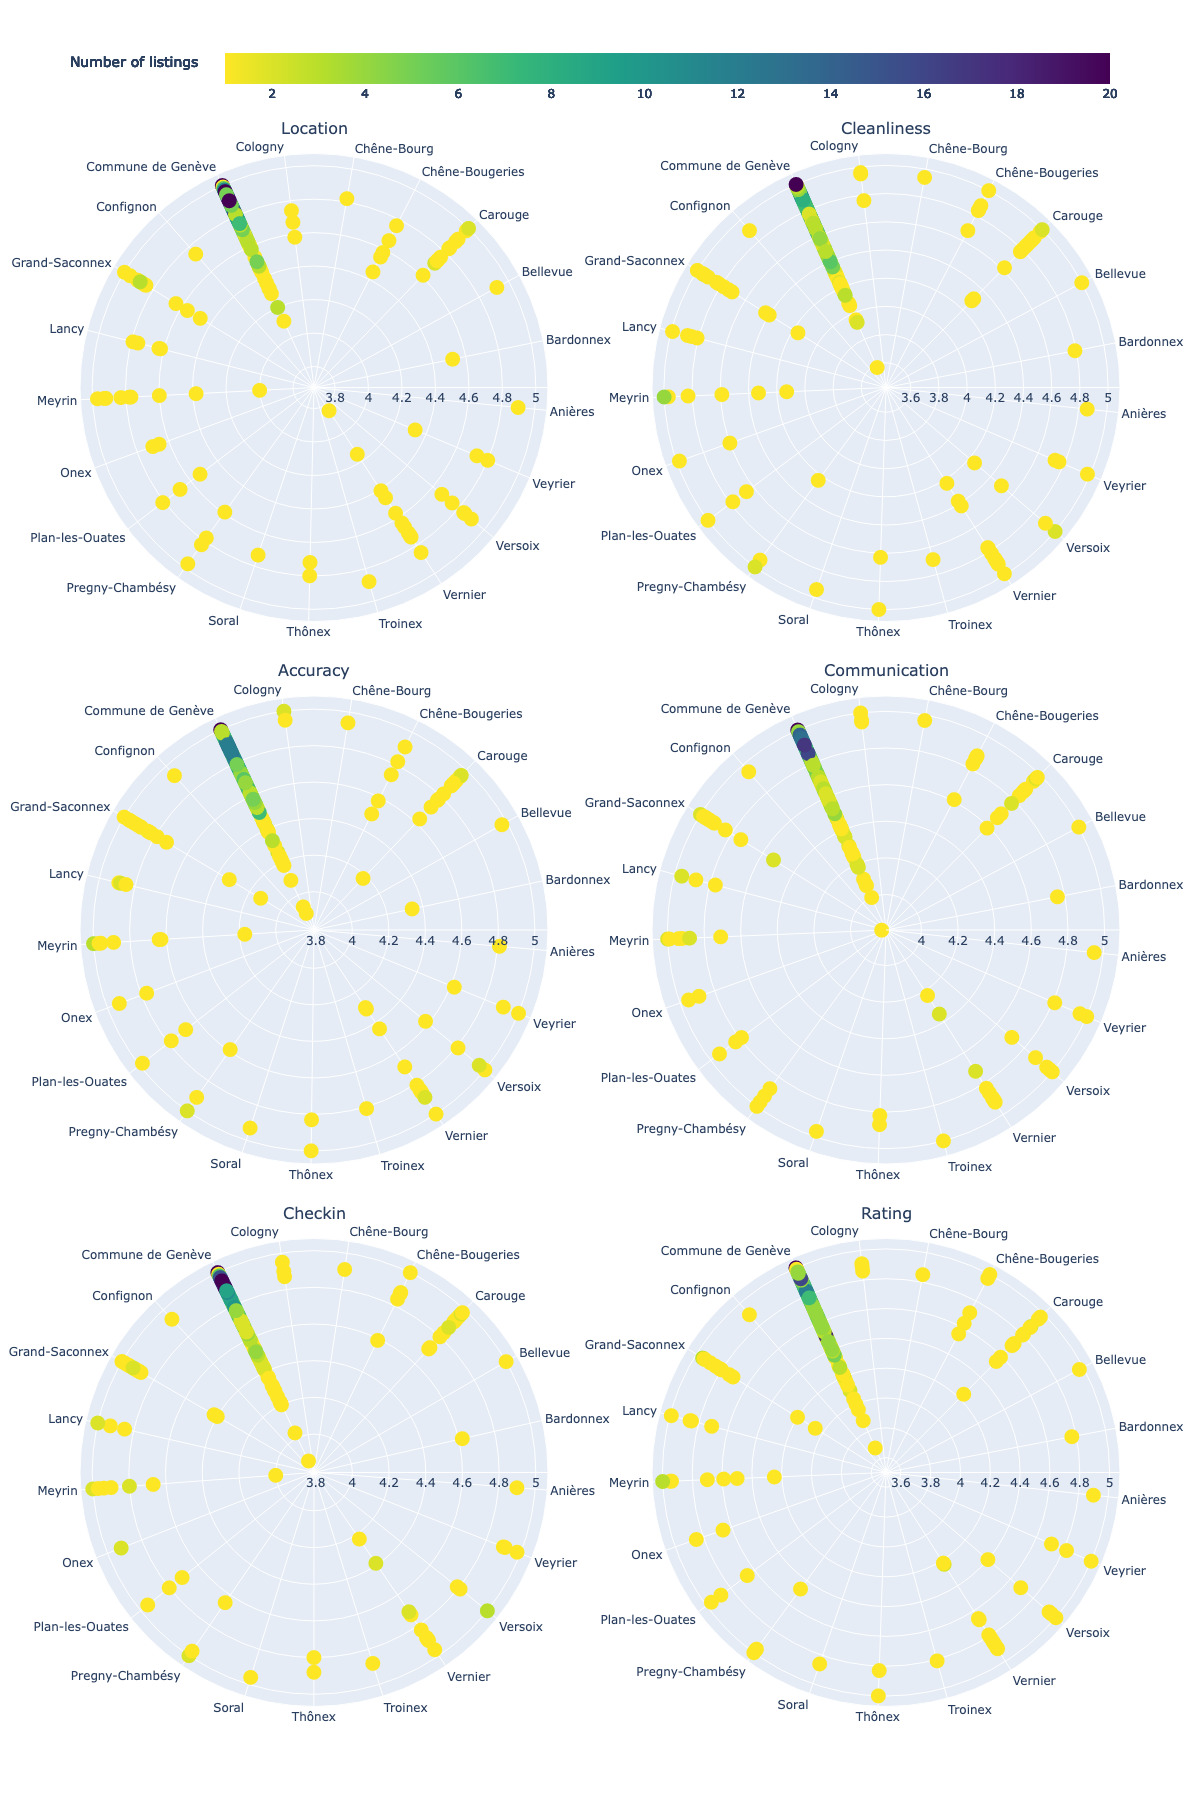 Number of listings
2 4 6 8 10 12 14 16 18 20
Location
Cologny
Chêne-Bourg
Commune de Genève
Chêne-Bougeries
Confignon
Carouge
Grand-Saconnex
Bellevue
Lancy
Bardonnex
Meyrin
3.8 4 4.2 4.4 4.6 4.8 5
Anières
Onex
Veyrier
Plan-les-Ouates
Versoix
Pregny-Chambésy
Vernier
Soral
Troinex
Thônex
Cleanliness
Cologny
Chêne-Bourg
Commune de Genève
Chêne-Bougeries
Confignon
Carouge
Grand-Saconnex
Bellevue
Lancy
Bardonnex
Meyrin
3.6 3.8 4 4.2 4.4 4.6 4.8 5
Anières
Onex
Veyrier
Plan-les-Ouates
Versoix
Pregny-Chambésy
Vernier
Soral
Troinex
Thônex
Accuracy
Cologny
Chêne-Bourg
Commune de Genève
Chêne-Bougeries
Confignon
Carouge
Grand-Saconnex
Bellevue
Lancy
Bardonnex
Meyrin
3.8 4 4.2 4.4 4.6 4.8 5
Anières
Onex
Veyrier
Plan-les-Ouates
Versoix
Pregny-Chambésy
Vernier
Soral
Troinex
Thônex
Communication
Cologny
Chêne-Bourg
Commune de Genève
Chêne-Bougeries
Confignon
Carouge
Grand-Saconnex
Bellevue
Lancy
Bardonnex
Meyrin
4 4.2 4.4 4.6 4.8 5
Anières
Onex
Veyrier
Plan-les-Ouates
Versoix
Pregny-Chambésy
Vernier
Soral
Troinex
Thônex
Checkin
Cologny
Chêne-Bourg
Commune de Genève
Chêne-Bougeries
Confignon
Carouge
Grand-Saconnex
Bellevue
Lancy
Bardonnex
Meyrin
3.8 4 4.2 4.4 4.6 4.8 5
Anières
Onex
Veyrier
Plan-les-Ouates
Versoix
Pregny-Chambésy
Vernier
Soral
Troinex
Thônex
Rating
Cologny
Chêne-Bourg
Commune de Genève
Chêne-Bougeries
Confignon
Carouge
Grand-Saconnex
Bellevue
Lancy
Bardonnex
Meyrin
3.6 3.8 4 4.2 4.4 4.6 4.8 5
Anières
Onex
Veyrier
Plan-les-Ouates
Versoix
Pregny-Chambésy
Vernier
Soral
Troinex
Thônex